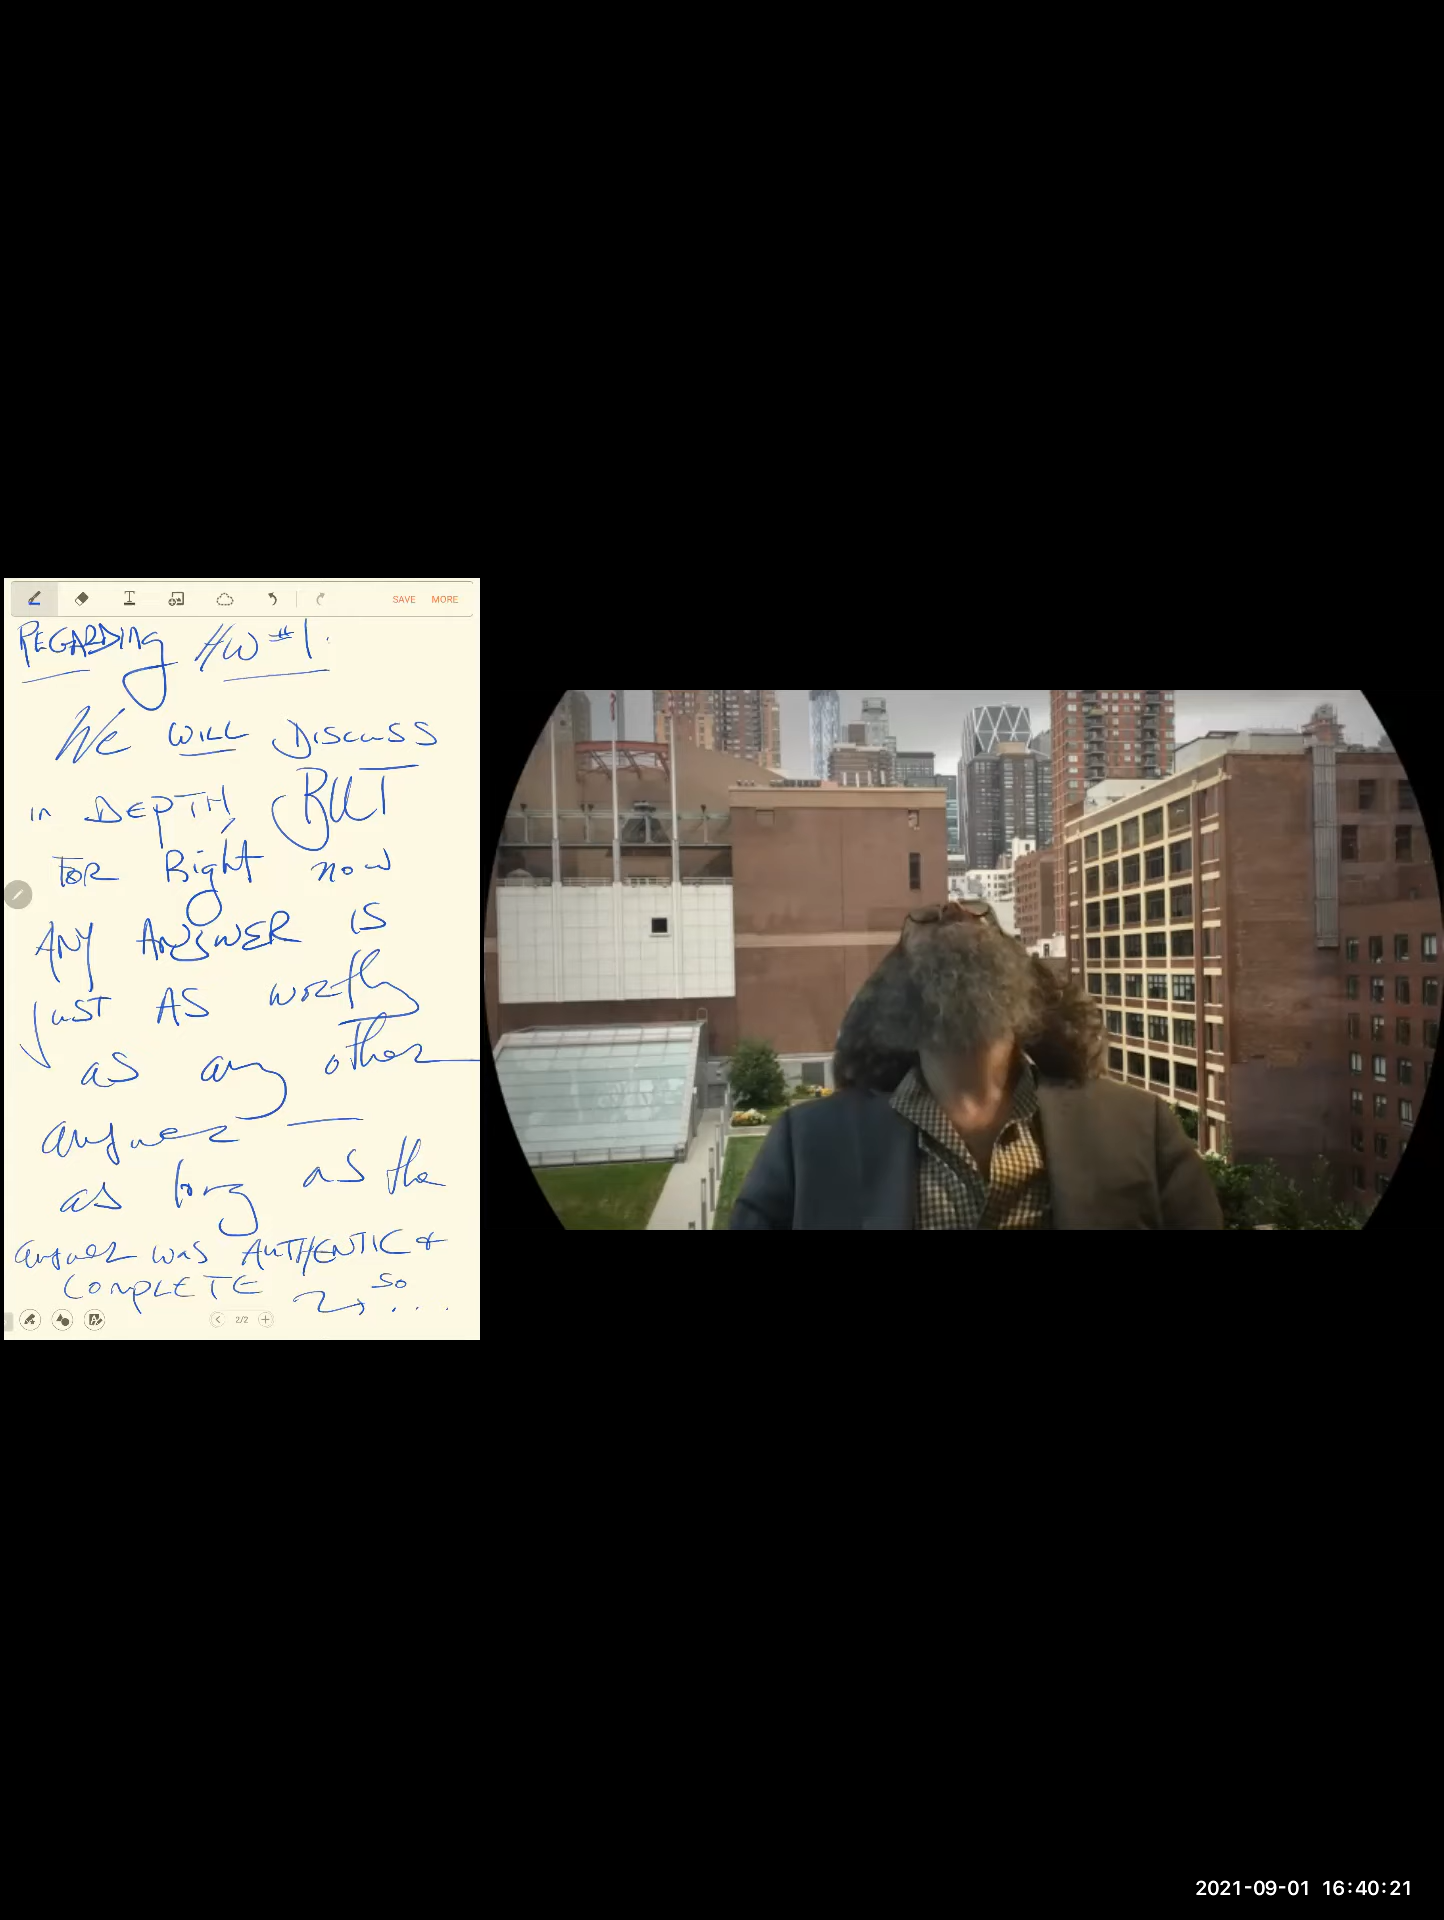 SAVE MORE
REGARDING HW #1.
We WILL DISCUSS
in DEPTH, BUT
FOR Right now
ANY ANSWER IS
just AS worthy
as any other
answer —
as long as the
answer was AUTHENTIC &
COMPLETE so ....
2/2
2021-09-01 16:40:21